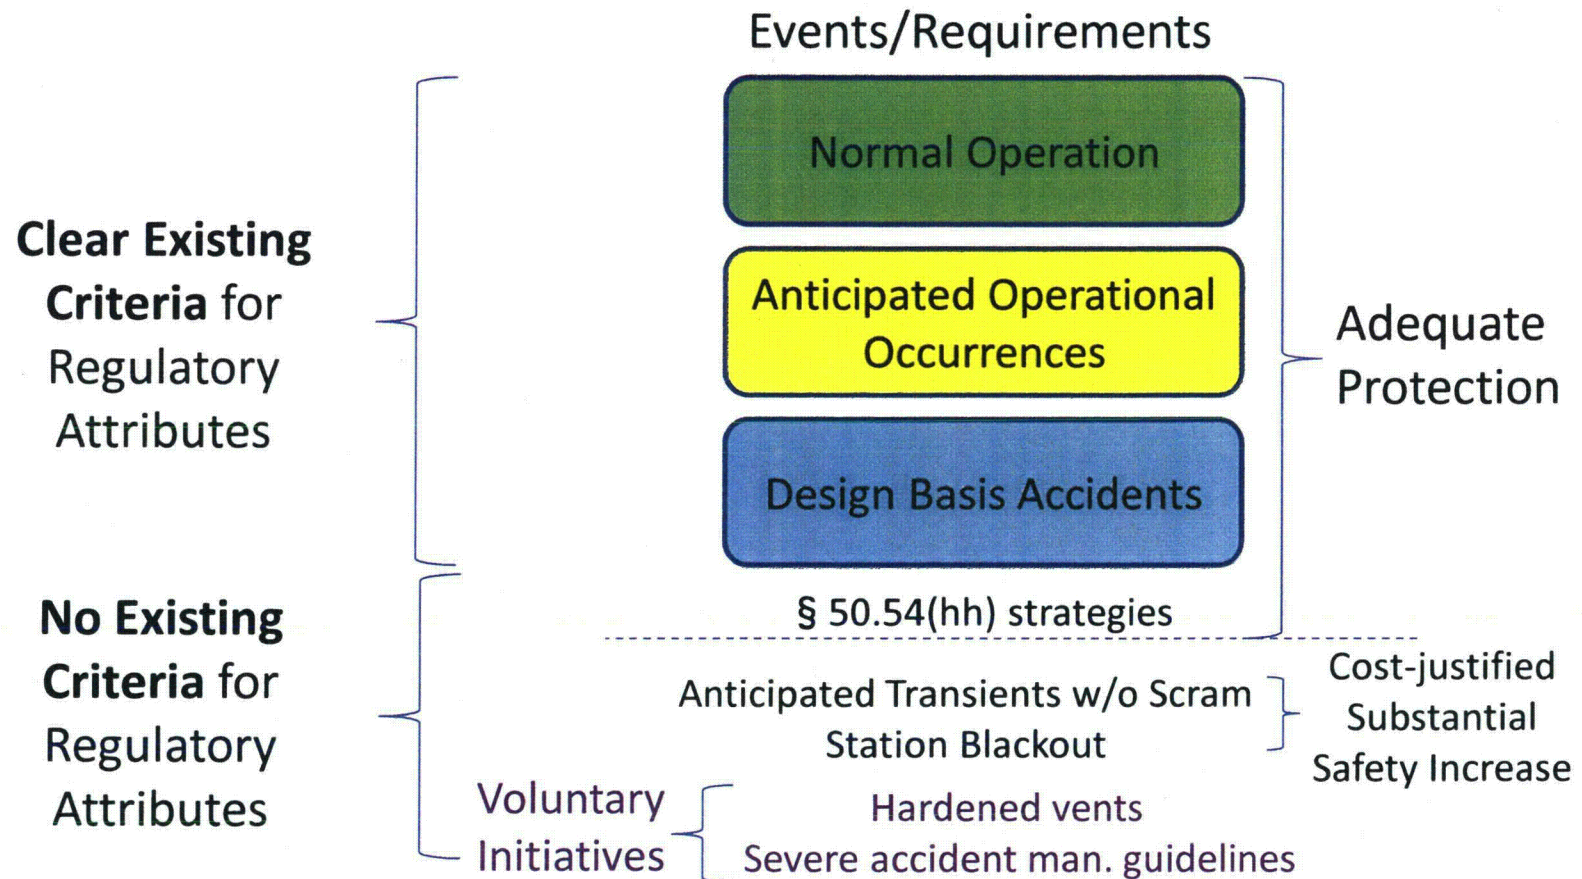 Events/Requirements
Normal Operation
Clear Existing
Criteria for
Regulatory
Attributes
Anticipated Operational
Occurrences
Adequate
Protection
Design Basis Accidents
§ 50.54(hh) strategies
No Existing
Criteria for
Regulatory
Attributes
Anticipated Transients w/o Scram
Station Blackout
Cost-justified
Substantial
Safety Increase
Voluntary
Initiatives
Hardened vents
Severe accident man. guidelines